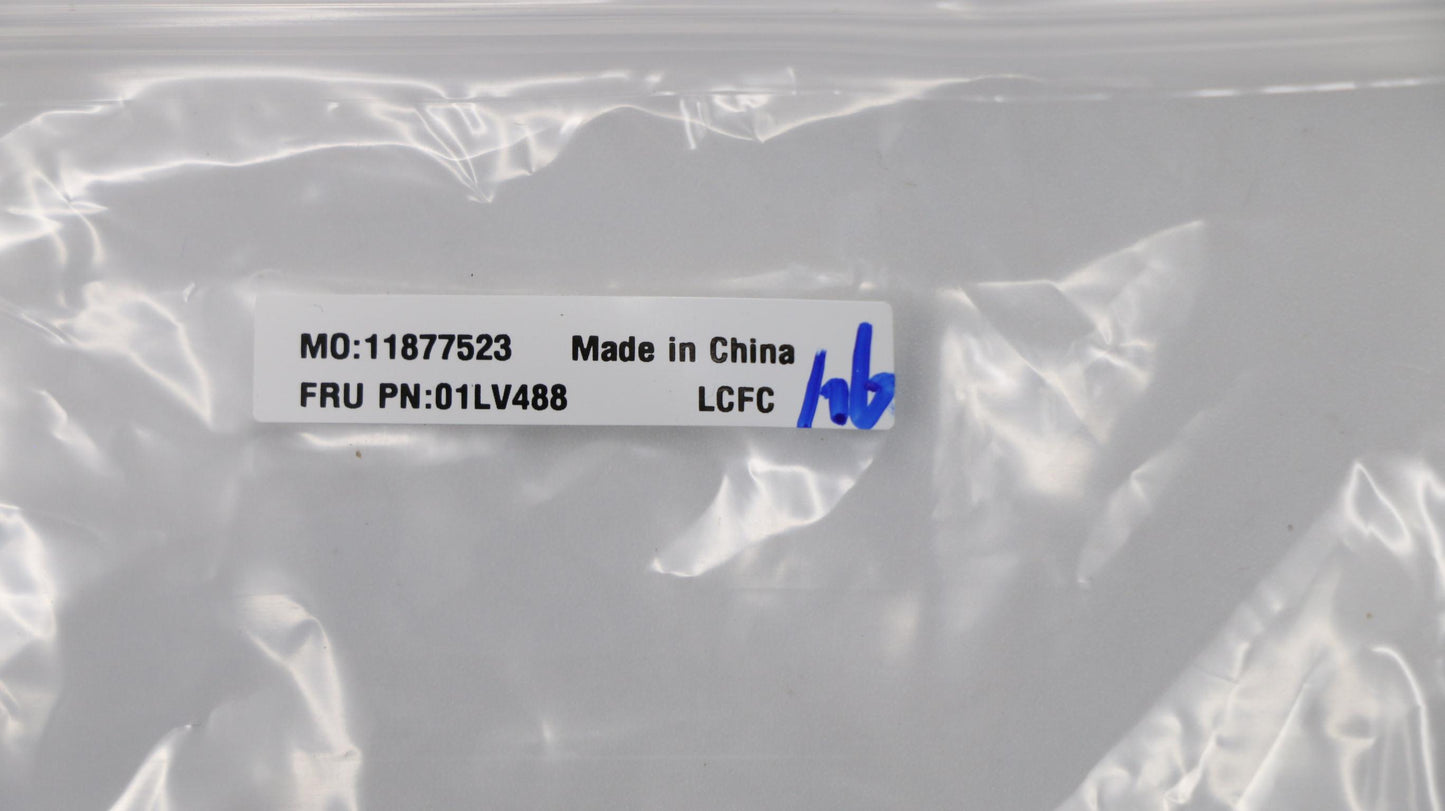 MO:11877523 Made in China
FRU PN:01LV488 LCFC